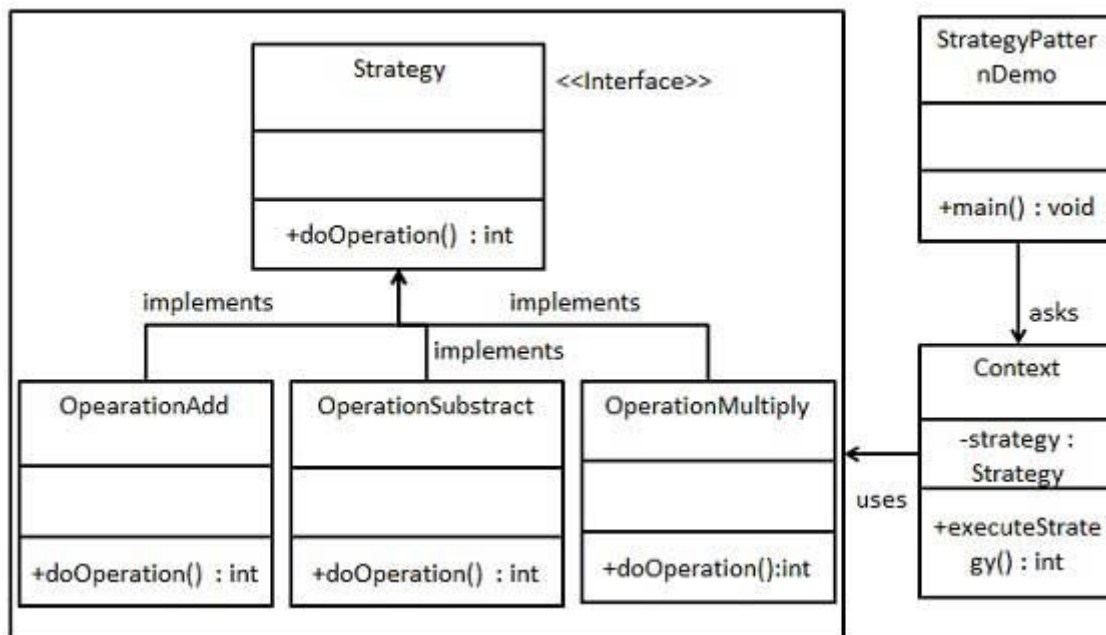 Strategy
<<Interface>>
+doOperation() : int
implements
implements
implements
OpearationAdd
+doOperation() : int
OperationSubstract
+doOperation() : int
OperationMultiply
+doOperation():int
StrategyPatter
nDemo
+main() : void
asks
Context
-strategy :
Strategy
+executeStrate
gy() : int
uses